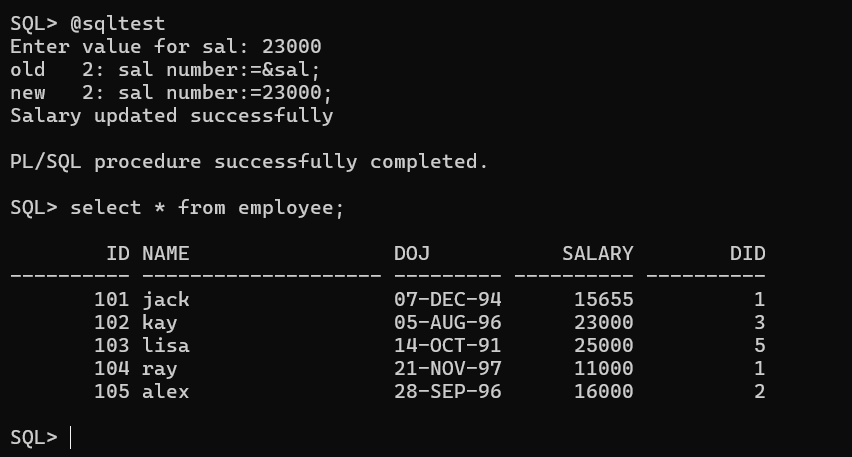 SQL> @sqltest
Enter value for sal: 23000
old   2: sal number:=&sal;
new   2: sal number:=23000;
Salary updated successfully
PL/SQL procedure successfully completed.
SQL> select * from employee;
        ID NAME                 DOJ           SALARY        DID
---------- -------------------- --------- ---------- ----------
       101 jack                 07-DEC-94      15655          1
       102 kay                  05-AUG-96      23000          3
       103 lisa                 14-OCT-91      25000          5
       104 ray                  21-NOV-97      11000          1
       105 alex                 28-SEP-96      16000          2
SQL>